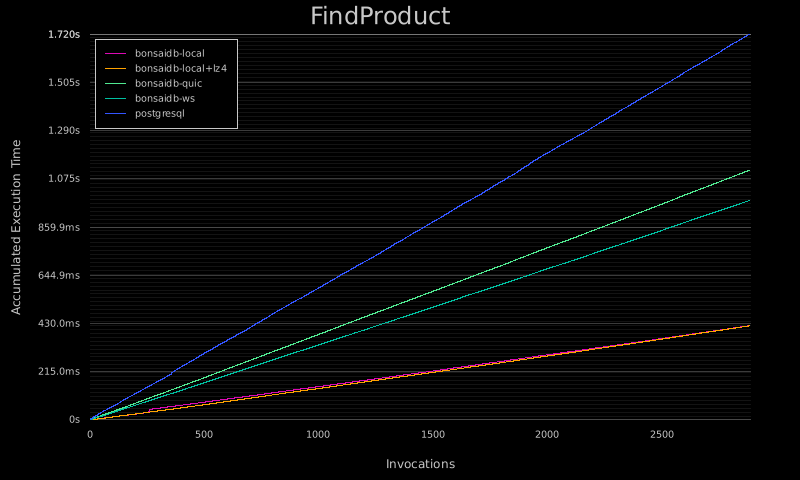 FindProduct
1.720s
1.505s
1.290s
1.075s
859.9ms
644.9ms
430.0ms
215.0ms
0s
Accumulated Execution Time
bonsaidb-local
bonsaidb-local+lz4
bonsaidb-quic
bonsaidb-ws
postgresql
0 500 1000 1500 2000 2500
Invocations